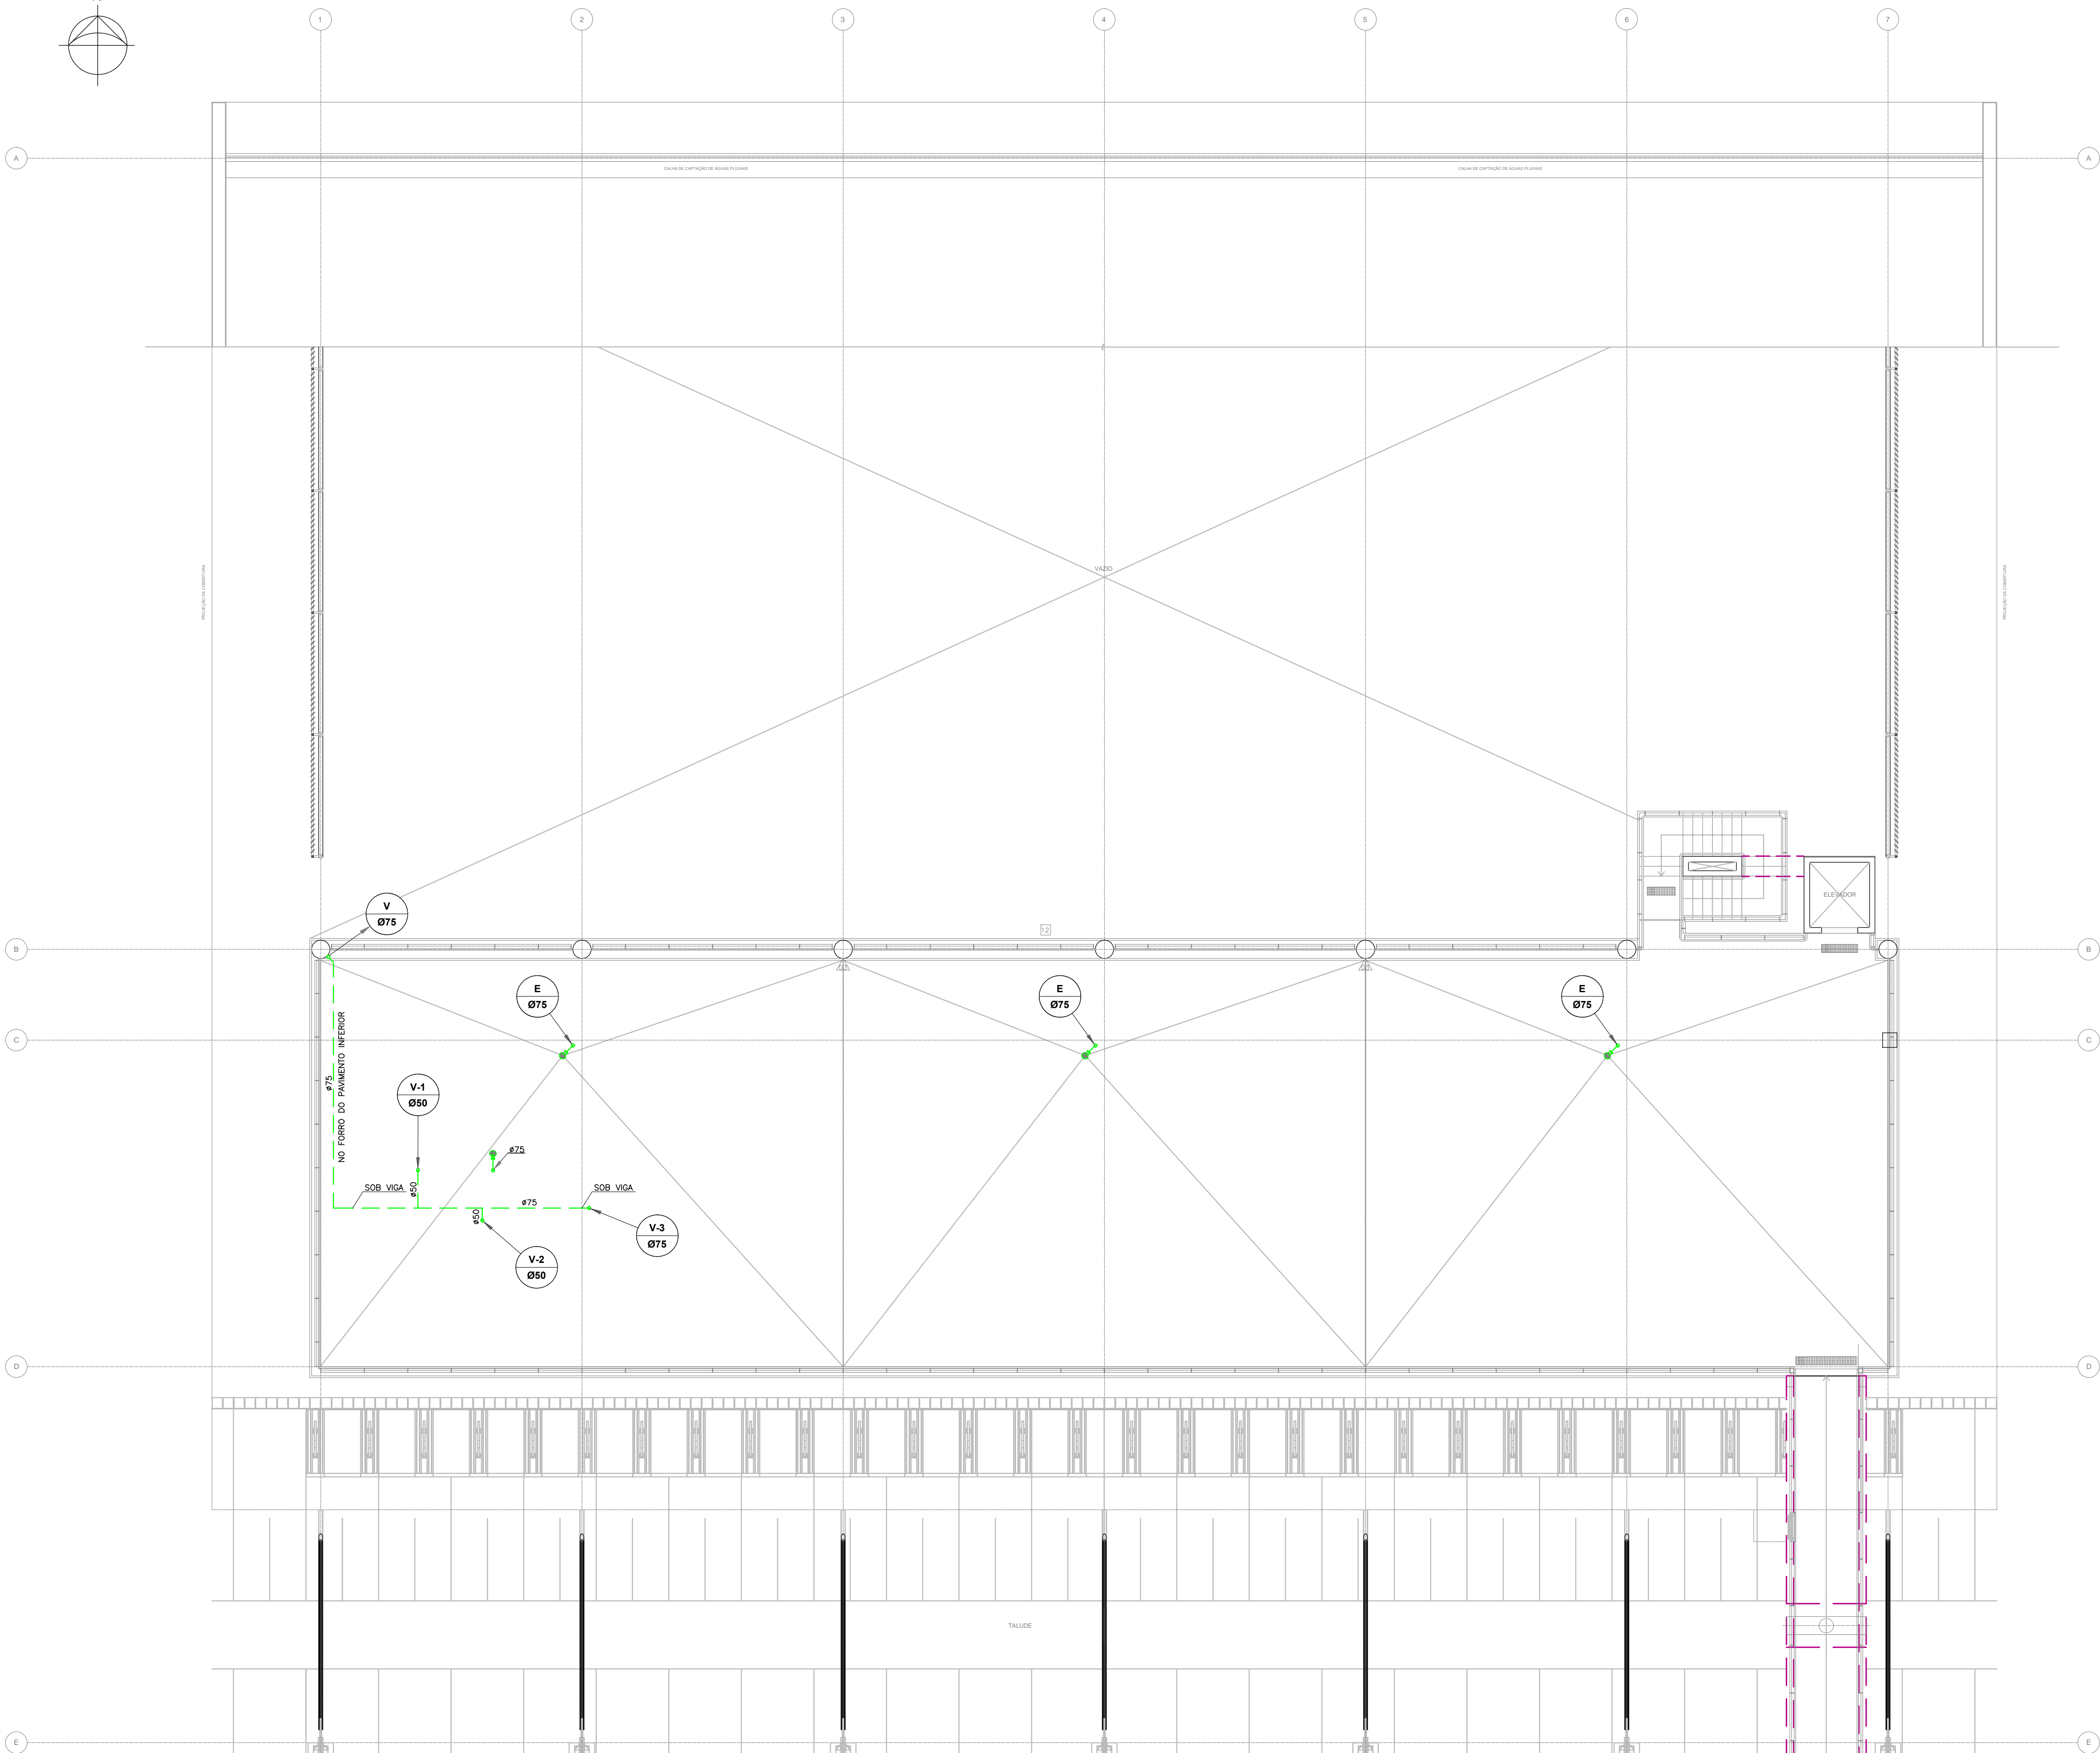 1 2 3 4 5 6 7
A A
CALHA DE CAPTAÇÃO DE ÁGUAS PLUVIAIS CALHA DE CAPTAÇÃO DE ÁGUAS PLUVIAIS
VAZIO
PROJEÇÃO DA COBERTURA
PROJEÇÃO DA COBERTURA
ELEVADOR
V
Ø75
12
B B
E
Ø75
E
Ø75
E
Ø75
C C
ø75
NO FORRO DO PAVIMENTO INFERIOR
V-1
Ø50
ø75
SOB VIGA
ø50
SOB VIGA
ø75
ø50
V-3
Ø75
V-2
Ø50
D D
TALUDE
E E